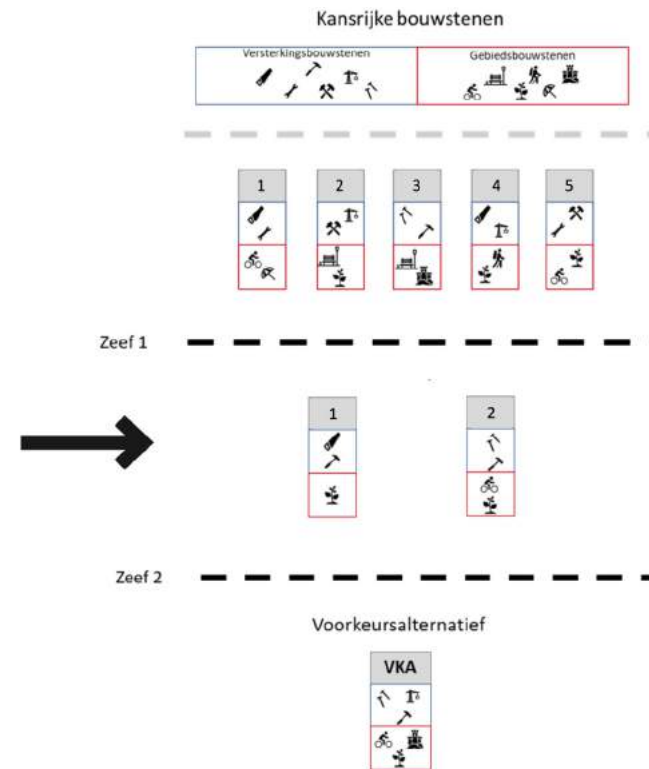 Kansrijke bouwstenen
Versterkingsbouwstenen Gebiedsbouwstenen
1 2 3 4 5
Zeef 1
1 2
Zeef 2
Voorkeursalternatief
VKA